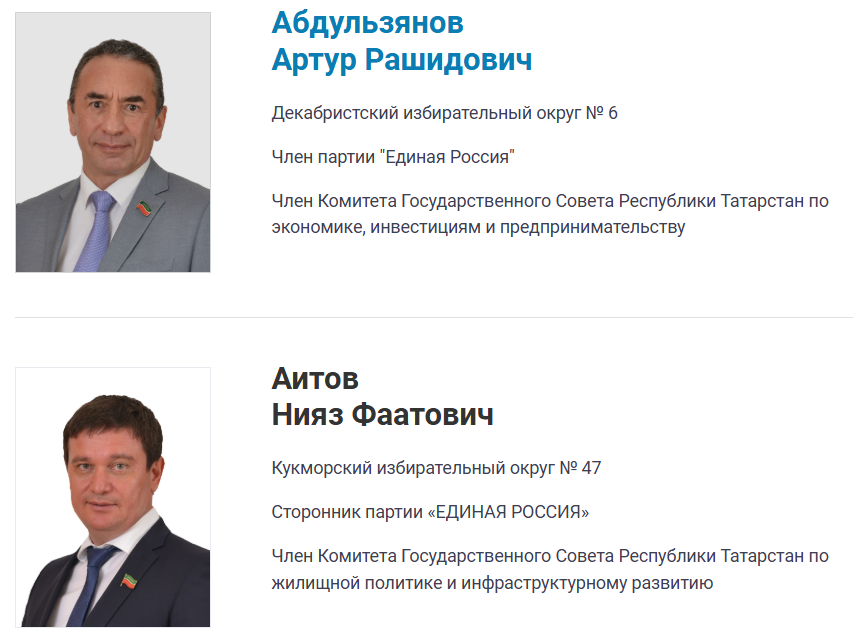 Абдульзянов
Артур Рашидович
Декабристский избирательный округ № 6
Член партии "Единая Россия"
Член Комитета Государственного Совета Республики Татарстан по
экономике, инвестициям и предпринимательству
Аитов
Нияз Фаатович
Кукморский избирательный округ № 47
Сторонник партии «ЕДИНАЯ РОССИЯ»
Член Комитета Государственного Совета Республики Татарстан по
жилищной политике и инфраструктурному развитию